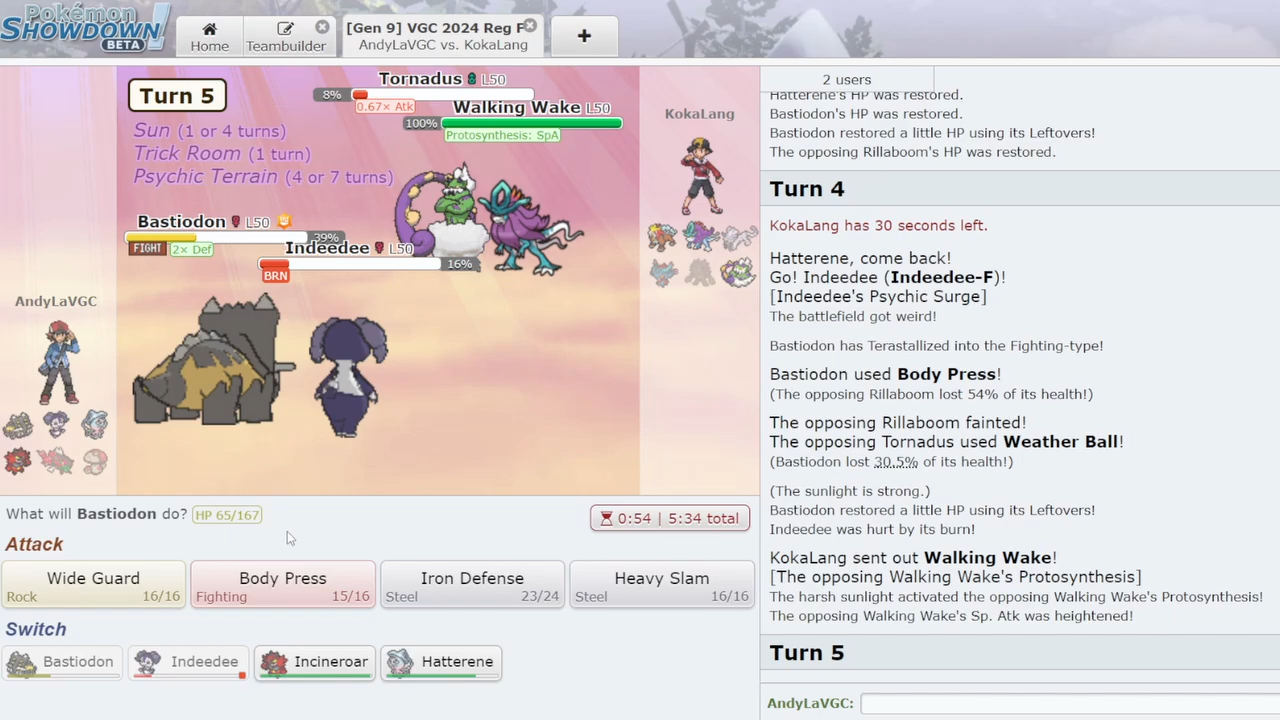 Pokémon
SHOWDOWN!
BETA
Home
Teambuilder
[Gen 9] VGC 2024 Reg F
AndyLaVGC vs. KokaLang
+
Turn 5
Sun (1 or 4 turns)
Trick Room (1 turn)
Psychic Terrain (4 or 7 turns)
Tornadus L50
8%
0.67× Atk
Walking Wake L50
100%
Protosynthesis: SpA
Bastiodon L50
39%
FIGHT 2× Def
Indeedee L50
16%
BRN
AndyLaVGC
KokaLang
What will Bastiodon do? HP 65/167
0:54 | 5:34 total
Attack
Wide Guard
Rock 16/16
Body Press
Fighting 15/16
Iron Defense
Steel 23/24
Heavy Slam
Steel 16/16
Switch
Bastiodon
Indeedee
Incineroar
Hatterene
2 users
Hatterene's HP was restored.
Bastiodon's HP was restored.
Bastiodon restored a little HP using its Leftovers!
The opposing Rillaboom's HP was restored.
Turn 4
KokaLang has 30 seconds left.
Hatterene, come back!
Go! Indeedee (Indeedee-F)!
[Indeedee's Psychic Surge]
The battlefield got weird!
Bastiodon has Terastallized into the Fighting-type!
Bastiodon used Body Press!
(The opposing Rillaboom lost 54% of its health!)
The opposing Rillaboom fainted!
The opposing Tornadus used Weather Ball!
(Bastiodon lost 30.5% of its health!)
(The sunlight is strong.)
Bastiodon restored a little HP using its Leftovers!
Indeedee was hurt by its burn!
KokaLang sent out Walking Wake!
[The opposing Walking Wake's Protosynthesis]
The harsh sunlight activated the opposing Walking Wake's Protosynthesis!
The opposing Walking Wake's Sp. Atk was heightened!
Turn 5
AndyLaVGC: